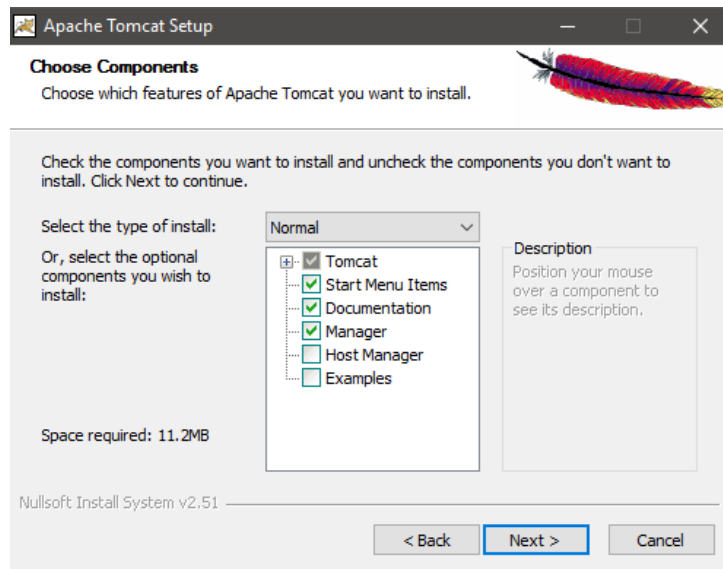 Apache Tomcat Setup
Choose Components
Choose which features of Apache Tomcat you want to install.
Check the components you want to install and uncheck the components you don't want to
install. Click Next to continue.
Select the type of install:
Normal
Or, select the optional
components you wish to
install:
Tomcat
Start Menu Items
Documentation
Manager
Host Manager
Examples
Description
Position your mouse
over a component to
see its description.
Space required: 11.2MB
Nullsoft Install System v2.51
< Back
Next >
Cancel